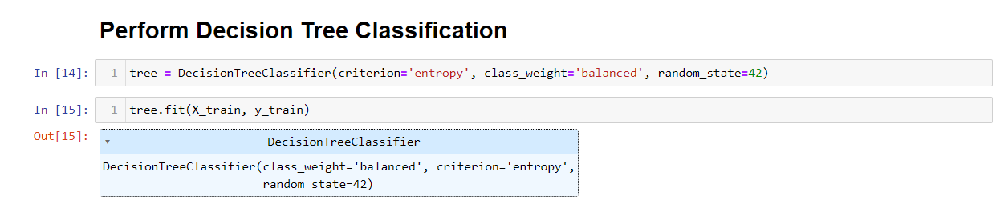 Perform Decision Tree Classification
In [14]: 1 tree = DecisionTreeClassifier(criterion='entropy', class_weight='balanced', random_state=42)
In [15]: 1 tree.fit(X_train, y_train)
Out[15]: ▾ DecisionTreeClassifier
DecisionTreeClassifier(class_weight='balanced', criterion='entropy',
random_state=42)